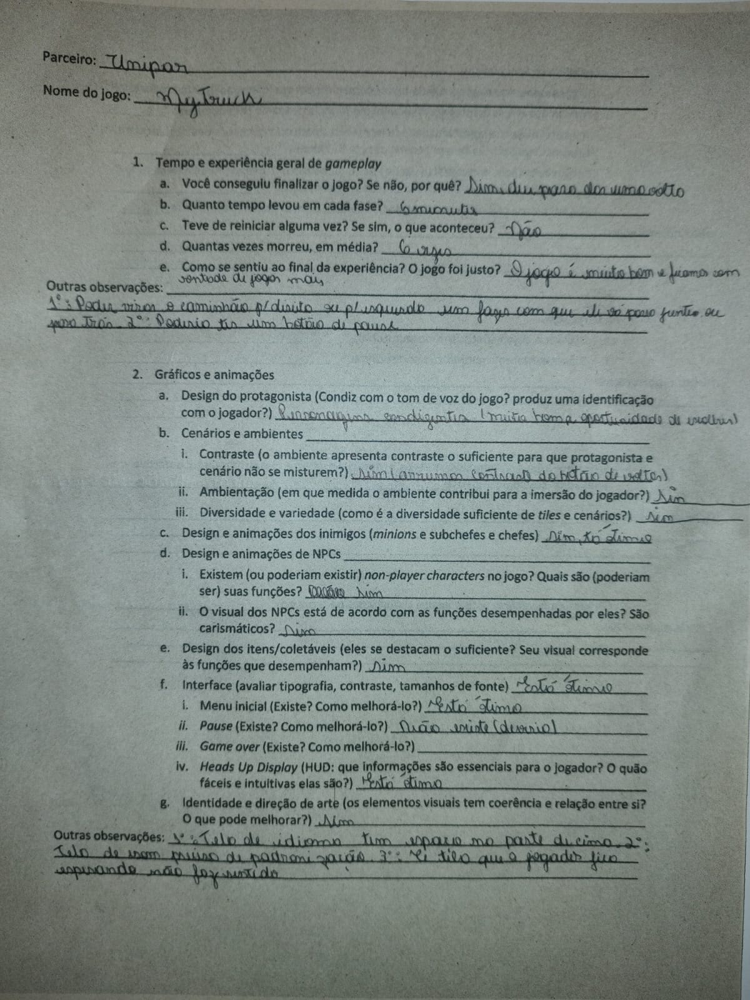 Parceiro: Unipar
Nome do jogo: My Truck
1. Tempo e experiência geral de gameplay
a. Você conseguiu finalizar o jogo? Se não, por quê? Sim, deu para dar uma volta
b. Quanto tempo levou em cada fase? 6 minutos
c. Teve de reiniciar alguma vez? Se sim, o que aconteceu? Não
d. Quantas vezes morreu, em média? 6 vezes
e. Como se sentiu ao final da experiência? O jogo foi justo? O jogo é muito bom e ficamos com
vontade de jogar mais
Outras observações:
1º: Poder virar o caminhão p/ direita ou p/ esquerda sem fazer com que ele vá para frente ou
para trás. 2º: Poderia ter um botão de pause
2. Gráficos e animações
a. Design do protagonista (Condiz com o tom de voz do jogo? produz uma identificação
com o jogador?) Personagens condizentes (muito boa a oportunidade de escolher)
b. Cenários e ambientes
i. Contraste (o ambiente apresenta contraste o suficiente para que protagonista e
cenário não se misturem?) Sim (arrumar contraste do botão de voltar)
ii. Ambientação (em que medida o ambiente contribui para a imersão do jogador?) Sim
iii. Diversidade e variedade (como é a diversidade suficiente de tiles e cenários?) sim
c. Design e animações dos inimigos (minions e subchefes e chefes) Sim, tá ótimo
d. Design e animações de NPCs
i. Existem (ou poderiam existir) non-player characters no jogo? Quais são (poderiam
ser) suas funções? sim
ii. O visual dos NPCs está de acordo com as funções desempenhadas por eles? São
carismáticos? Sim
e. Design dos itens/coletáveis (eles se destacam o suficiente? Seu visual corresponde
às funções que desempenham?) sim
f. Interface (avaliar tipografia, contraste, tamanhos de fonte) Está ótimo
i. Menu inicial (Existe? Como melhorá-lo?) Está ótimo
ii. Pause (Existe? Como melhorá-lo?) Não existe (deveria)
iii. Game over (Existe? Como melhorá-lo?)
iv. Heads Up Display (HUD: que informações são essenciais para o jogador? O quão
fáceis e intuitivas elas são?) Está ótimo
g. Identidade e direção de arte (os elementos visuais tem coerência e relação entre si?
O que pode melhorar?) Sim
Outras observações: 1º: Tela de idioma tem espaço na parte de cima. 2º:
Tela de precisa de padronização. 3º: tela que o jogador fica
esperando não faz sentido